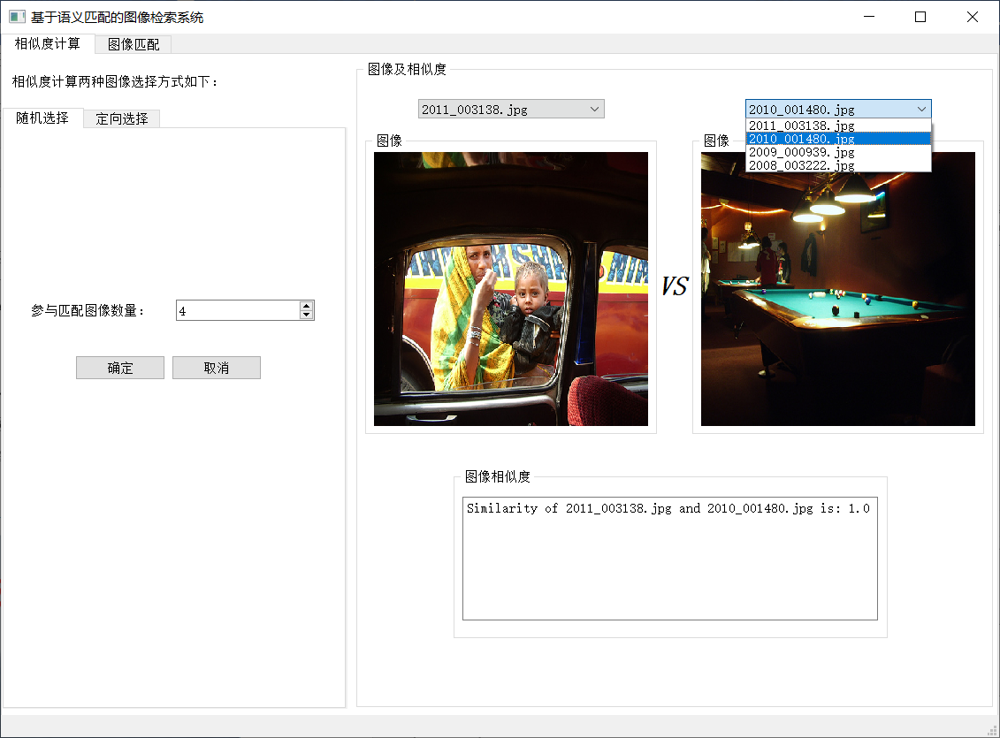 基于语义匹配的图像检索系统
相似度计算
图像匹配
相似度计算两种图像选择方式如下：
随机选择
定向选择
参与匹配图像数量：
4
确定
取消
图像及相似度
2011_003138.jpg
2010_001480.jpg
2011_003138.jpg
2010_001480.jpg
2009_000939.jpg
2008_003222.jpg
图像
图像
VS
图像相似度
Similarity of 2011_003138.jpg and 2010_001480.jpg is: 1.0